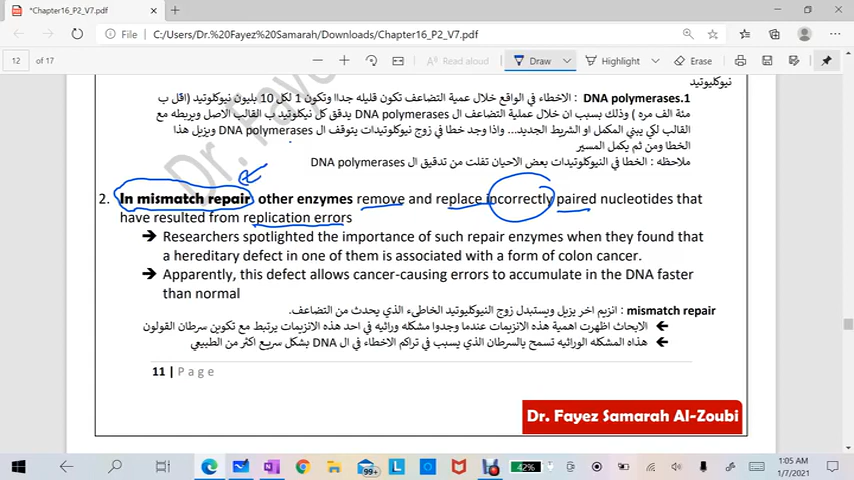 *Chapter16_P2_V7.pdf
File | C:/Users/Dr.%20Fayez%20Samarah/Downloads/Chapter16_P2_V7.pdf
12 of 17 Read aloud Draw Highlight Erase
نيوكليوتيد
DNA polymerases.1 : الاخطاء في الواقع خلال عمية التضاعف تكون قليله جداا وتكون 1 لكل 10 بليون نيوكلوتيد (اقل ب
مئة الف مره) وذلك بسبب ان خلال عملية التضاعف ال DNA polymerases يدقق كل نيكلوتيد ب القالب الاصل ويربطه مع
القالب لكي يبني المكمل او الشريط الجديد... واذا وجد خطا في زوج نيوكليوتيدات يتوقف ال DNA polymerases ويزيل هذا
الخطا ومن ثم يكمل المسير
ملاحظه : الخطا في النيوكلوتيدات بعض الاحيان تفلت من تدقيق ال DNA polymerases
Dr. Fayez
2. In mismatch repair other enzymes remove and replace incorrectly paired nucleotides that
have resulted from replication errors
➔ Researchers spotlighted the importance of such repair enzymes when they found that
a hereditary defect in one of them is associated with a form of colon cancer.
➔ Apparently, this defect allows cancer-causing errors to accumulate in the DNA faster
than normal
mismatch repair : انزيم اخر يزيل ويستبدل زوج النيوكليوتيد الخاطىء الذي يحدث من التضاعف.
← الابحاث اظهرت اهمية هذه الانزيمات عندما وجدوا مشكله وراثيه في احد هذه الانزيمات يرتبط مع تكوين سرطان القولون
← هذاه المشكله الوراثيه تسمح بالسرطان الذي يسبب في تراكم الاخطاء في ال DNA بشكل سريع اكثر من الطبيعي
11 | Page
Dr. Fayez Samarah Al-Zoubi
99+ 42% 1:05 AM
1/7/2021